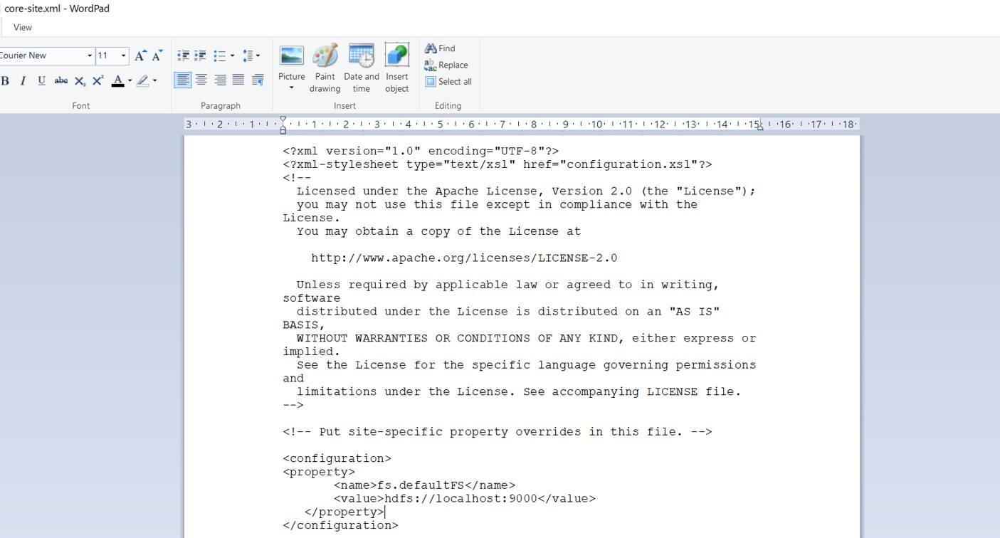 core-site.xml - WordPad
View
Courier New 11 A A
B I U abc X₂ X² A
Font
Paragraph
Picture
Paint drawing
Date and time
Insert object
Insert
Find
Replace
Select all
Editing
3 2 1 1 2 3 4 5 6 7 8 9 10 11 12 13 14 15 16 17 18
<?xml version="1.0" encoding="UTF-8"?>
<?xml-stylesheet type="text/xsl" href="configuration.xsl"?>
<!--
  Licensed under the Apache License, Version 2.0 (the "License");
  you may not use this file except in compliance with the
License.
  You may obtain a copy of the License at

    http://www.apache.org/licenses/LICENSE-2.0

  Unless required by applicable law or agreed to in writing,
software
  distributed under the License is distributed on an "AS IS"
BASIS,
  WITHOUT WARRANTIES OR CONDITIONS OF ANY KIND, either express or
implied.
  See the License for the specific language governing permissions
and
  limitations under the License. See accompanying LICENSE file.
-->

<!-- Put site-specific property overrides in this file. -->

<configuration>
<property>
       <name>fs.defaultFS</name>
       <value>hdfs://localhost:9000</value>
   </property>
</configuration>